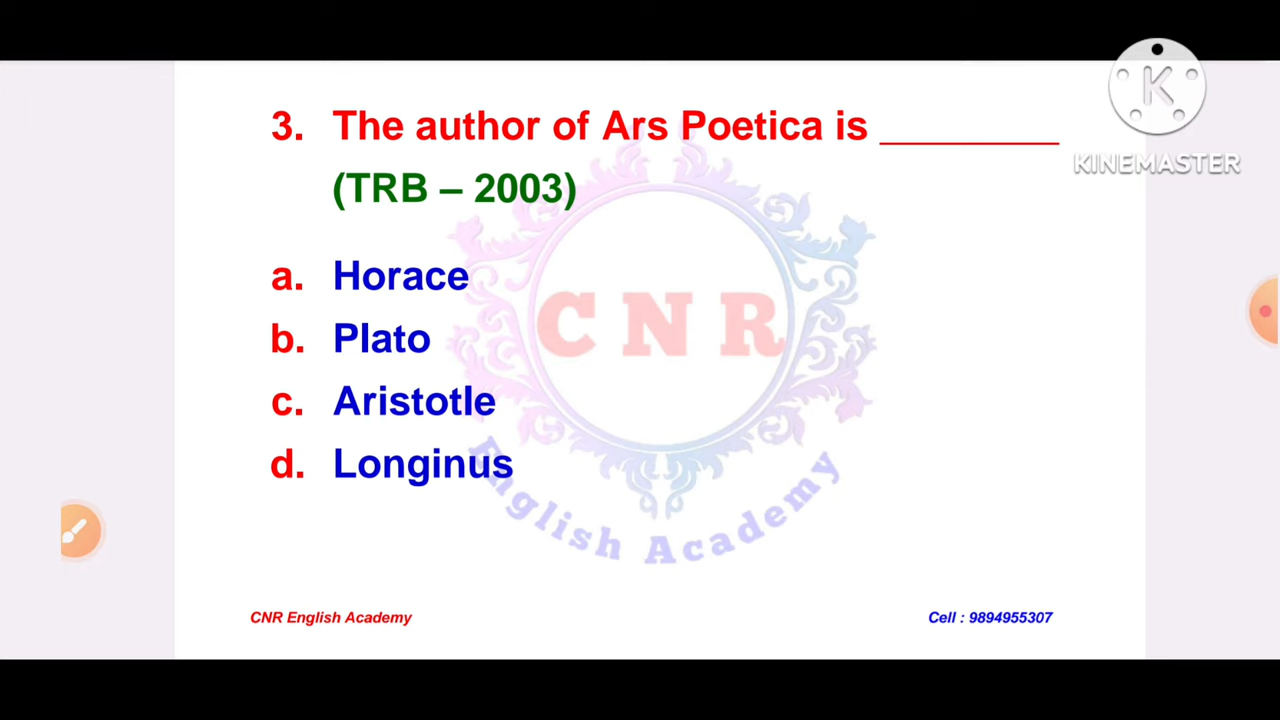 3. The author of Ars Poetica is ________
(TRB – 2003)
a. Horace
b. Plato
c. Aristotle
d. Longinus
CNR
English Academy
CNR English Academy
Cell : 9894955307
K
KINEMASTER